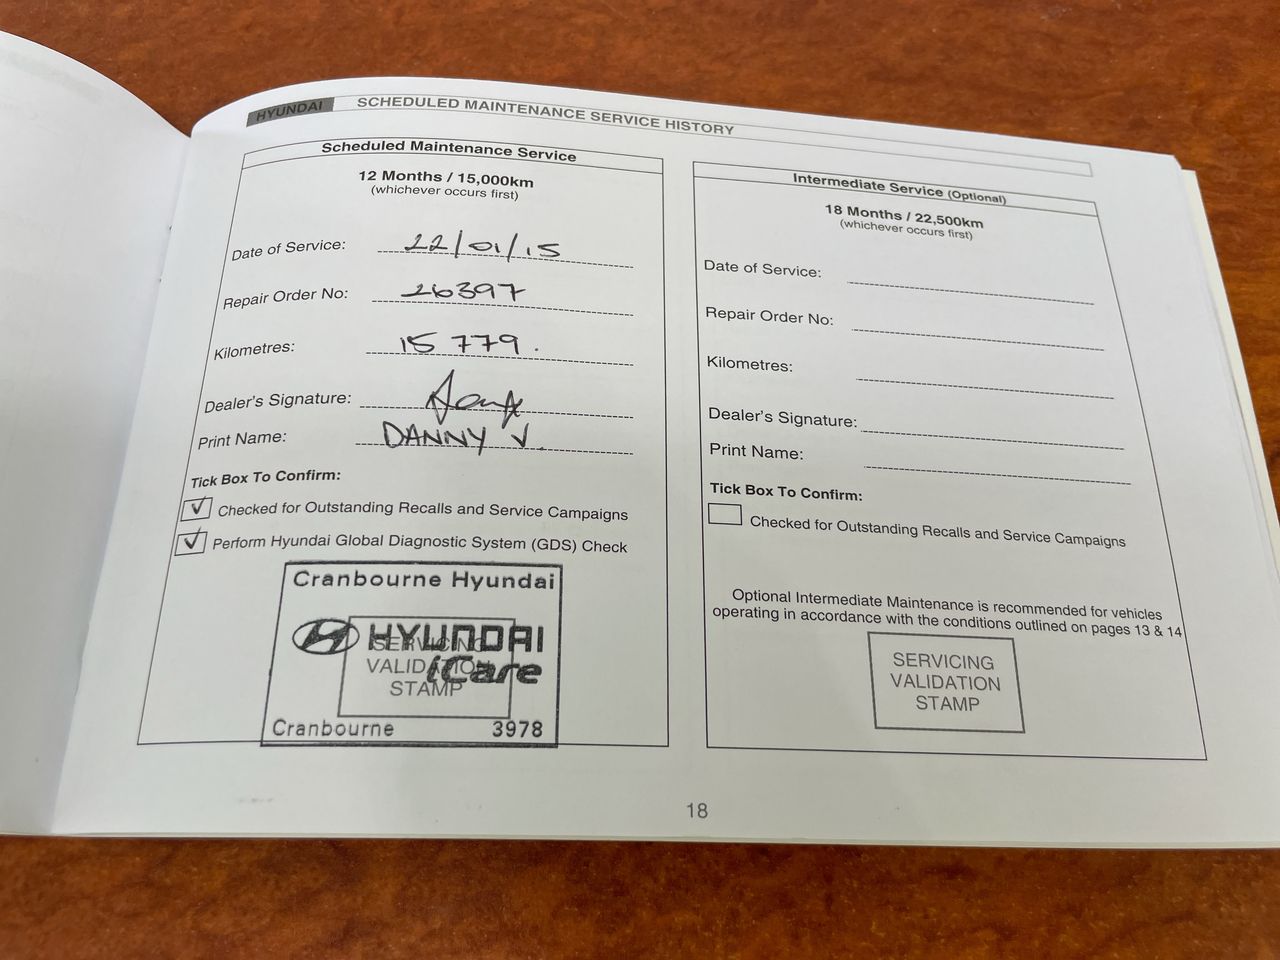 HYUNDAI SCHEDULED MAINTENANCE SERVICE HISTORY
Scheduled Maintenance Service
12 Months / 15,000km
(whichever occurs first)
Date of Service: 22/01/15
Repair Order No: 26397
Kilometres: 15 779.
Dealer's Signature:
Print Name: DANNY V
Tick Box To Confirm:
Checked for Outstanding Recalls and Service Campaigns
Perform Hyundai Global Diagnostic System (GDS) Check
Cranbourne Hyundai
HYUNDAI
iCare
SERVICING
VALIDATION
STAMP
Cranbourne 3978
Intermediate Service (Optional)
18 Months / 22,500km
(whichever occurs first)
Date of Service:
Repair Order No:
Kilometres:
Dealer's Signature:
Print Name:
Tick Box To Confirm:
Checked for Outstanding Recalls and Service Campaigns
Optional Intermediate Maintenance is recommended for vehicles
operating in accordance with the conditions outlined on pages 13 & 14
SERVICING
VALIDATION
STAMP
18